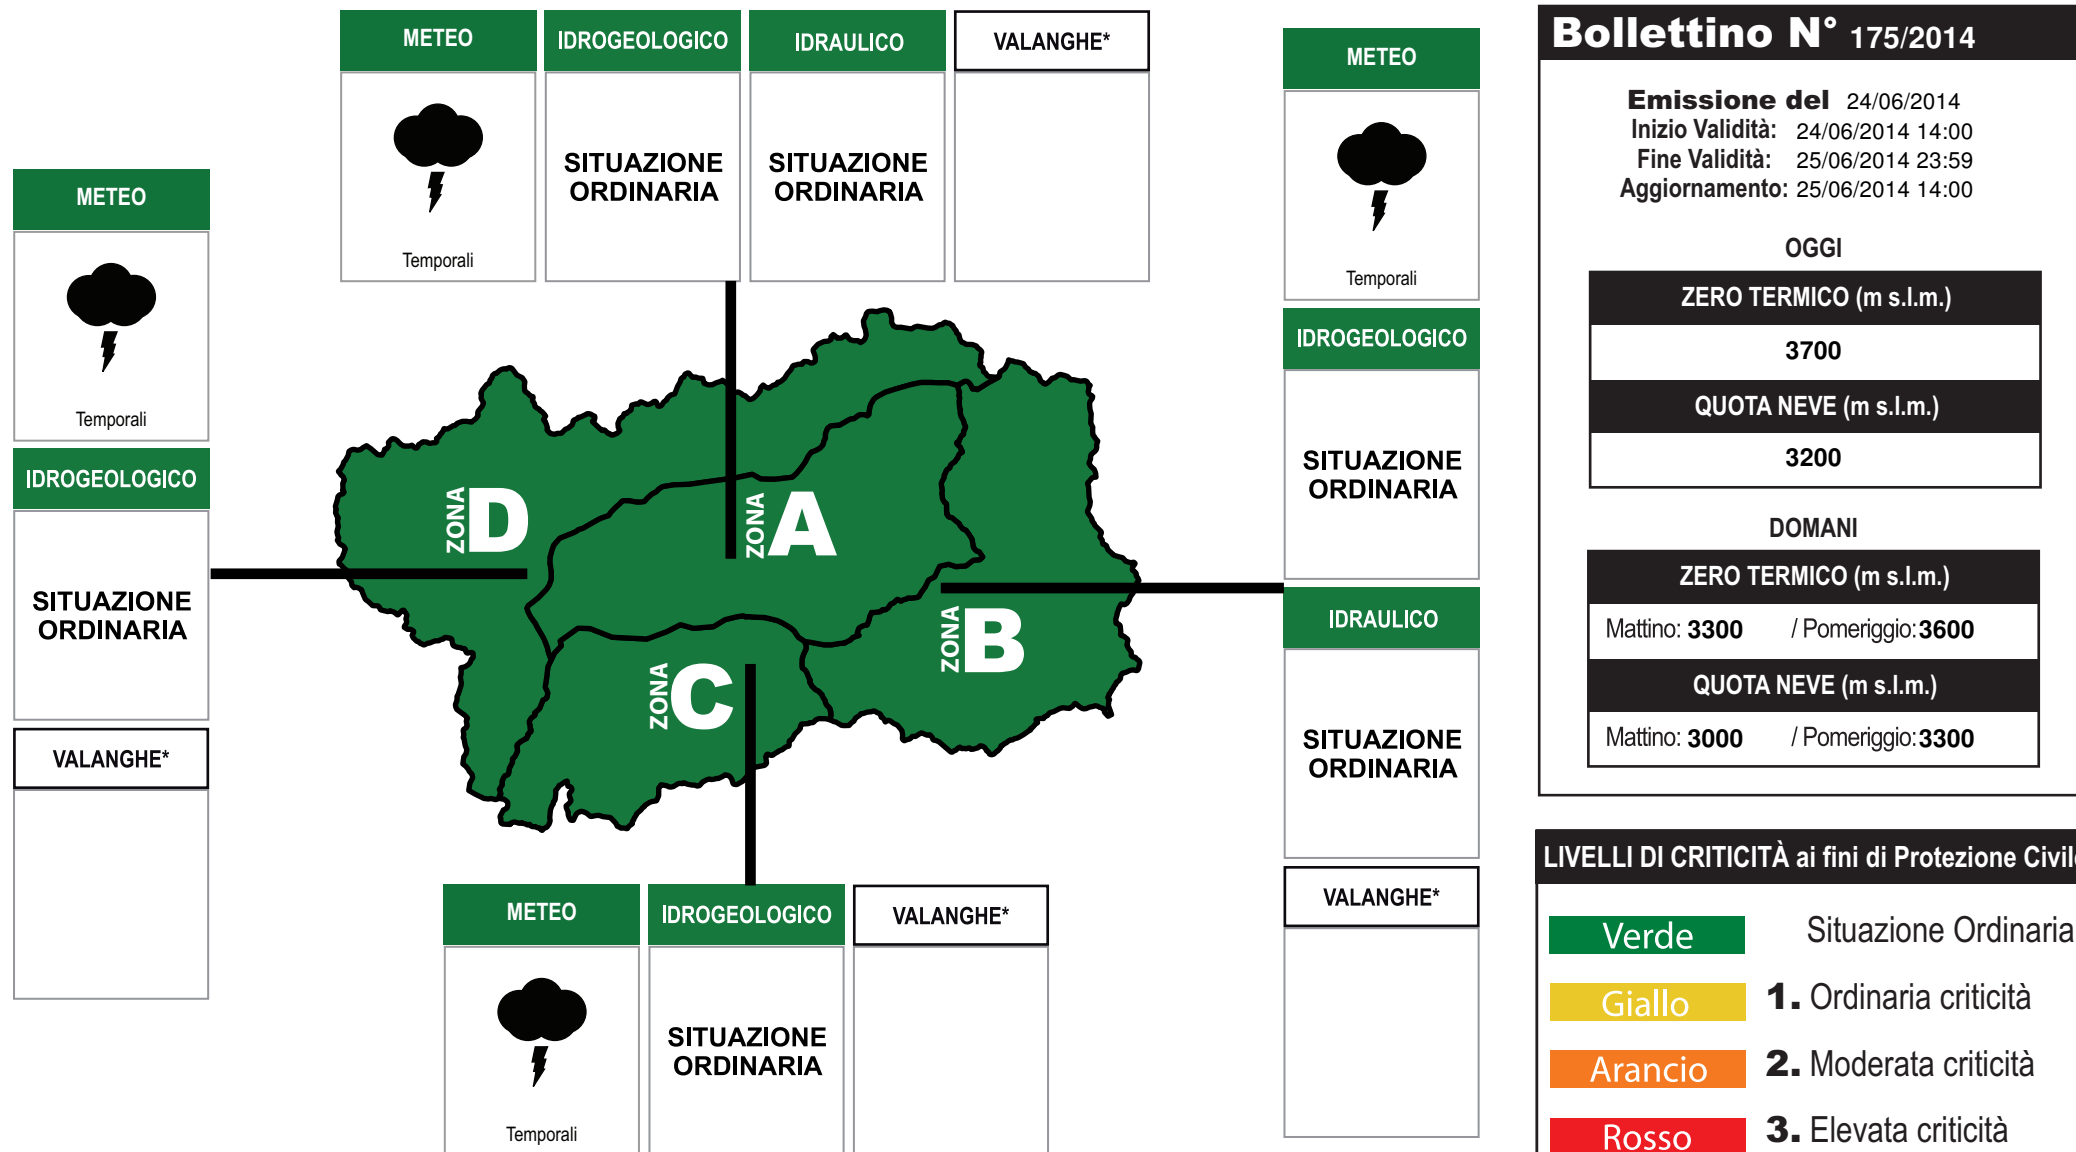 METEO
IDROGEOLOGICO
IDRAULICO
VALANGHE*
Temporali
SITUAZIONE
ORDINARIA
SITUAZIONE
ORDINARIA
METEO
Temporali
IDROGEOLOGICO
SITUAZIONE
ORDINARIA
VALANGHE*
METEO
Temporali
IDROGEOLOGICO
SITUAZIONE
ORDINARIA
IDRAULICO
SITUAZIONE
ORDINARIA
VALANGHE*
ZONA D
ZONA A
ZONA B
ZONA C
METEO
IDROGEOLOGICO
VALANGHE*
Temporali
SITUAZIONE
ORDINARIA
Bollettino N° 175/2014
Emissione del 24/06/2014
Inizio Validità: 24/06/2014 14:00
Fine Validità: 25/06/2014 23:59
Aggiornamento: 25/06/2014 14:00
OGGI
ZERO TERMICO (m s.l.m.)
3700
QUOTA NEVE (m s.l.m.)
3200
DOMANI
ZERO TERMICO (m s.l.m.)
Mattino: 3300 / Pomeriggio: 3600
QUOTA NEVE (m s.l.m.)
Mattino: 3000 / Pomeriggio: 3300
LIVELLI DI CRITICITÀ ai fini di Protezione Civile
Verde Situazione Ordinaria
Giallo 1. Ordinaria criticità
Arancio 2. Moderata criticità
Rosso 3. Elevata criticità